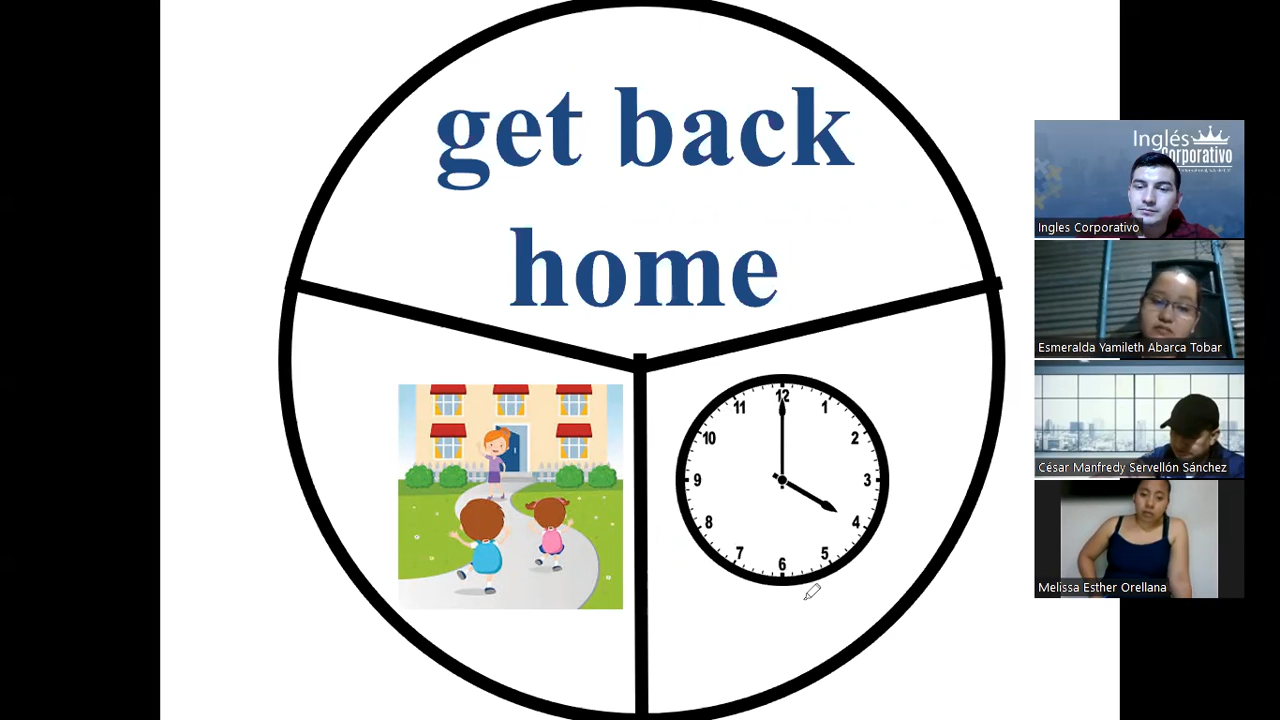 get back
home
12
1
2
3
4
5
6
7
8
9
10
11
Inglés
Corporativo
Ingles Corporativo
Esmeralda Yamileth Abarca Tobar
César Manfredy Servellón Sánchez
Melissa Esther Orellana